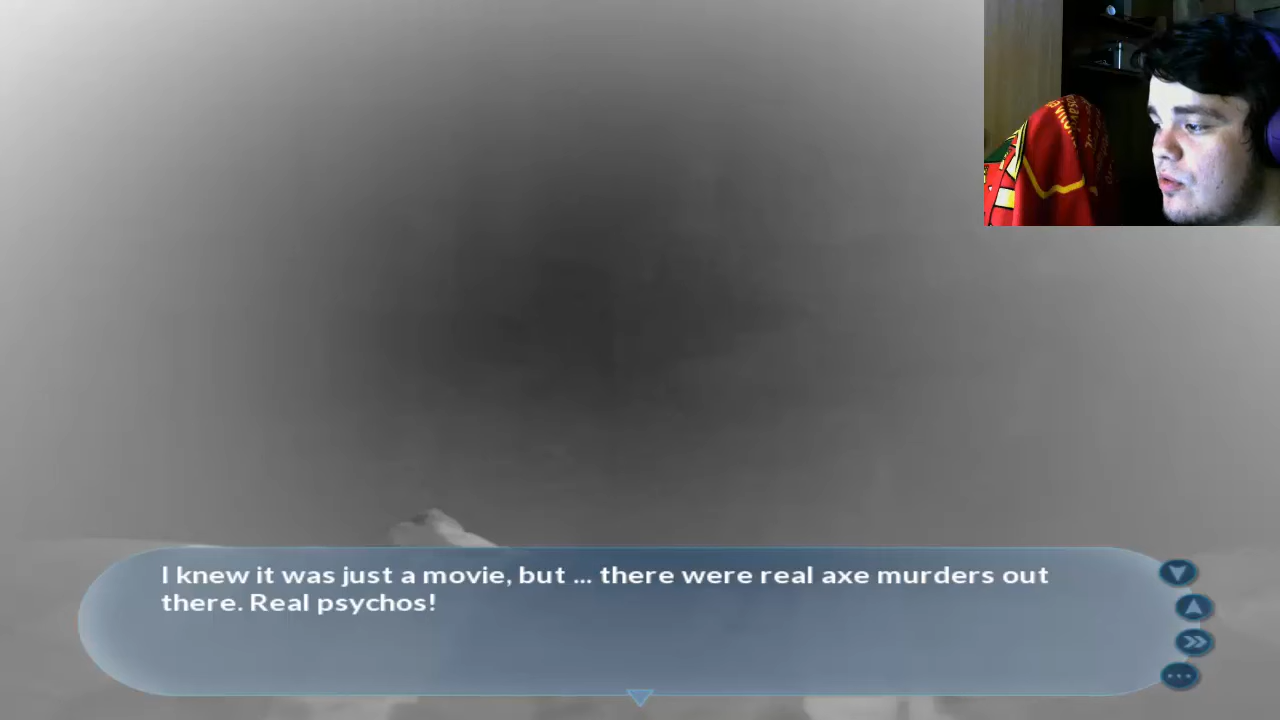 I knew it was just a movie, but ... there were real axe murders out
there. Real psychos!